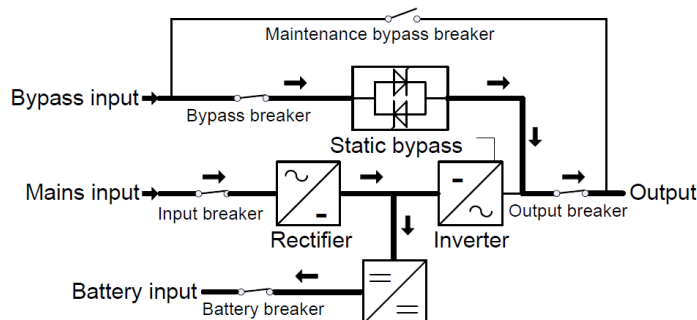 Maintenance bypass breaker
Bypass input
Bypass breaker
Static bypass
Mains input
Input breaker
Rectifier
Inverter
Output breaker
Output
Battery input
Battery breaker